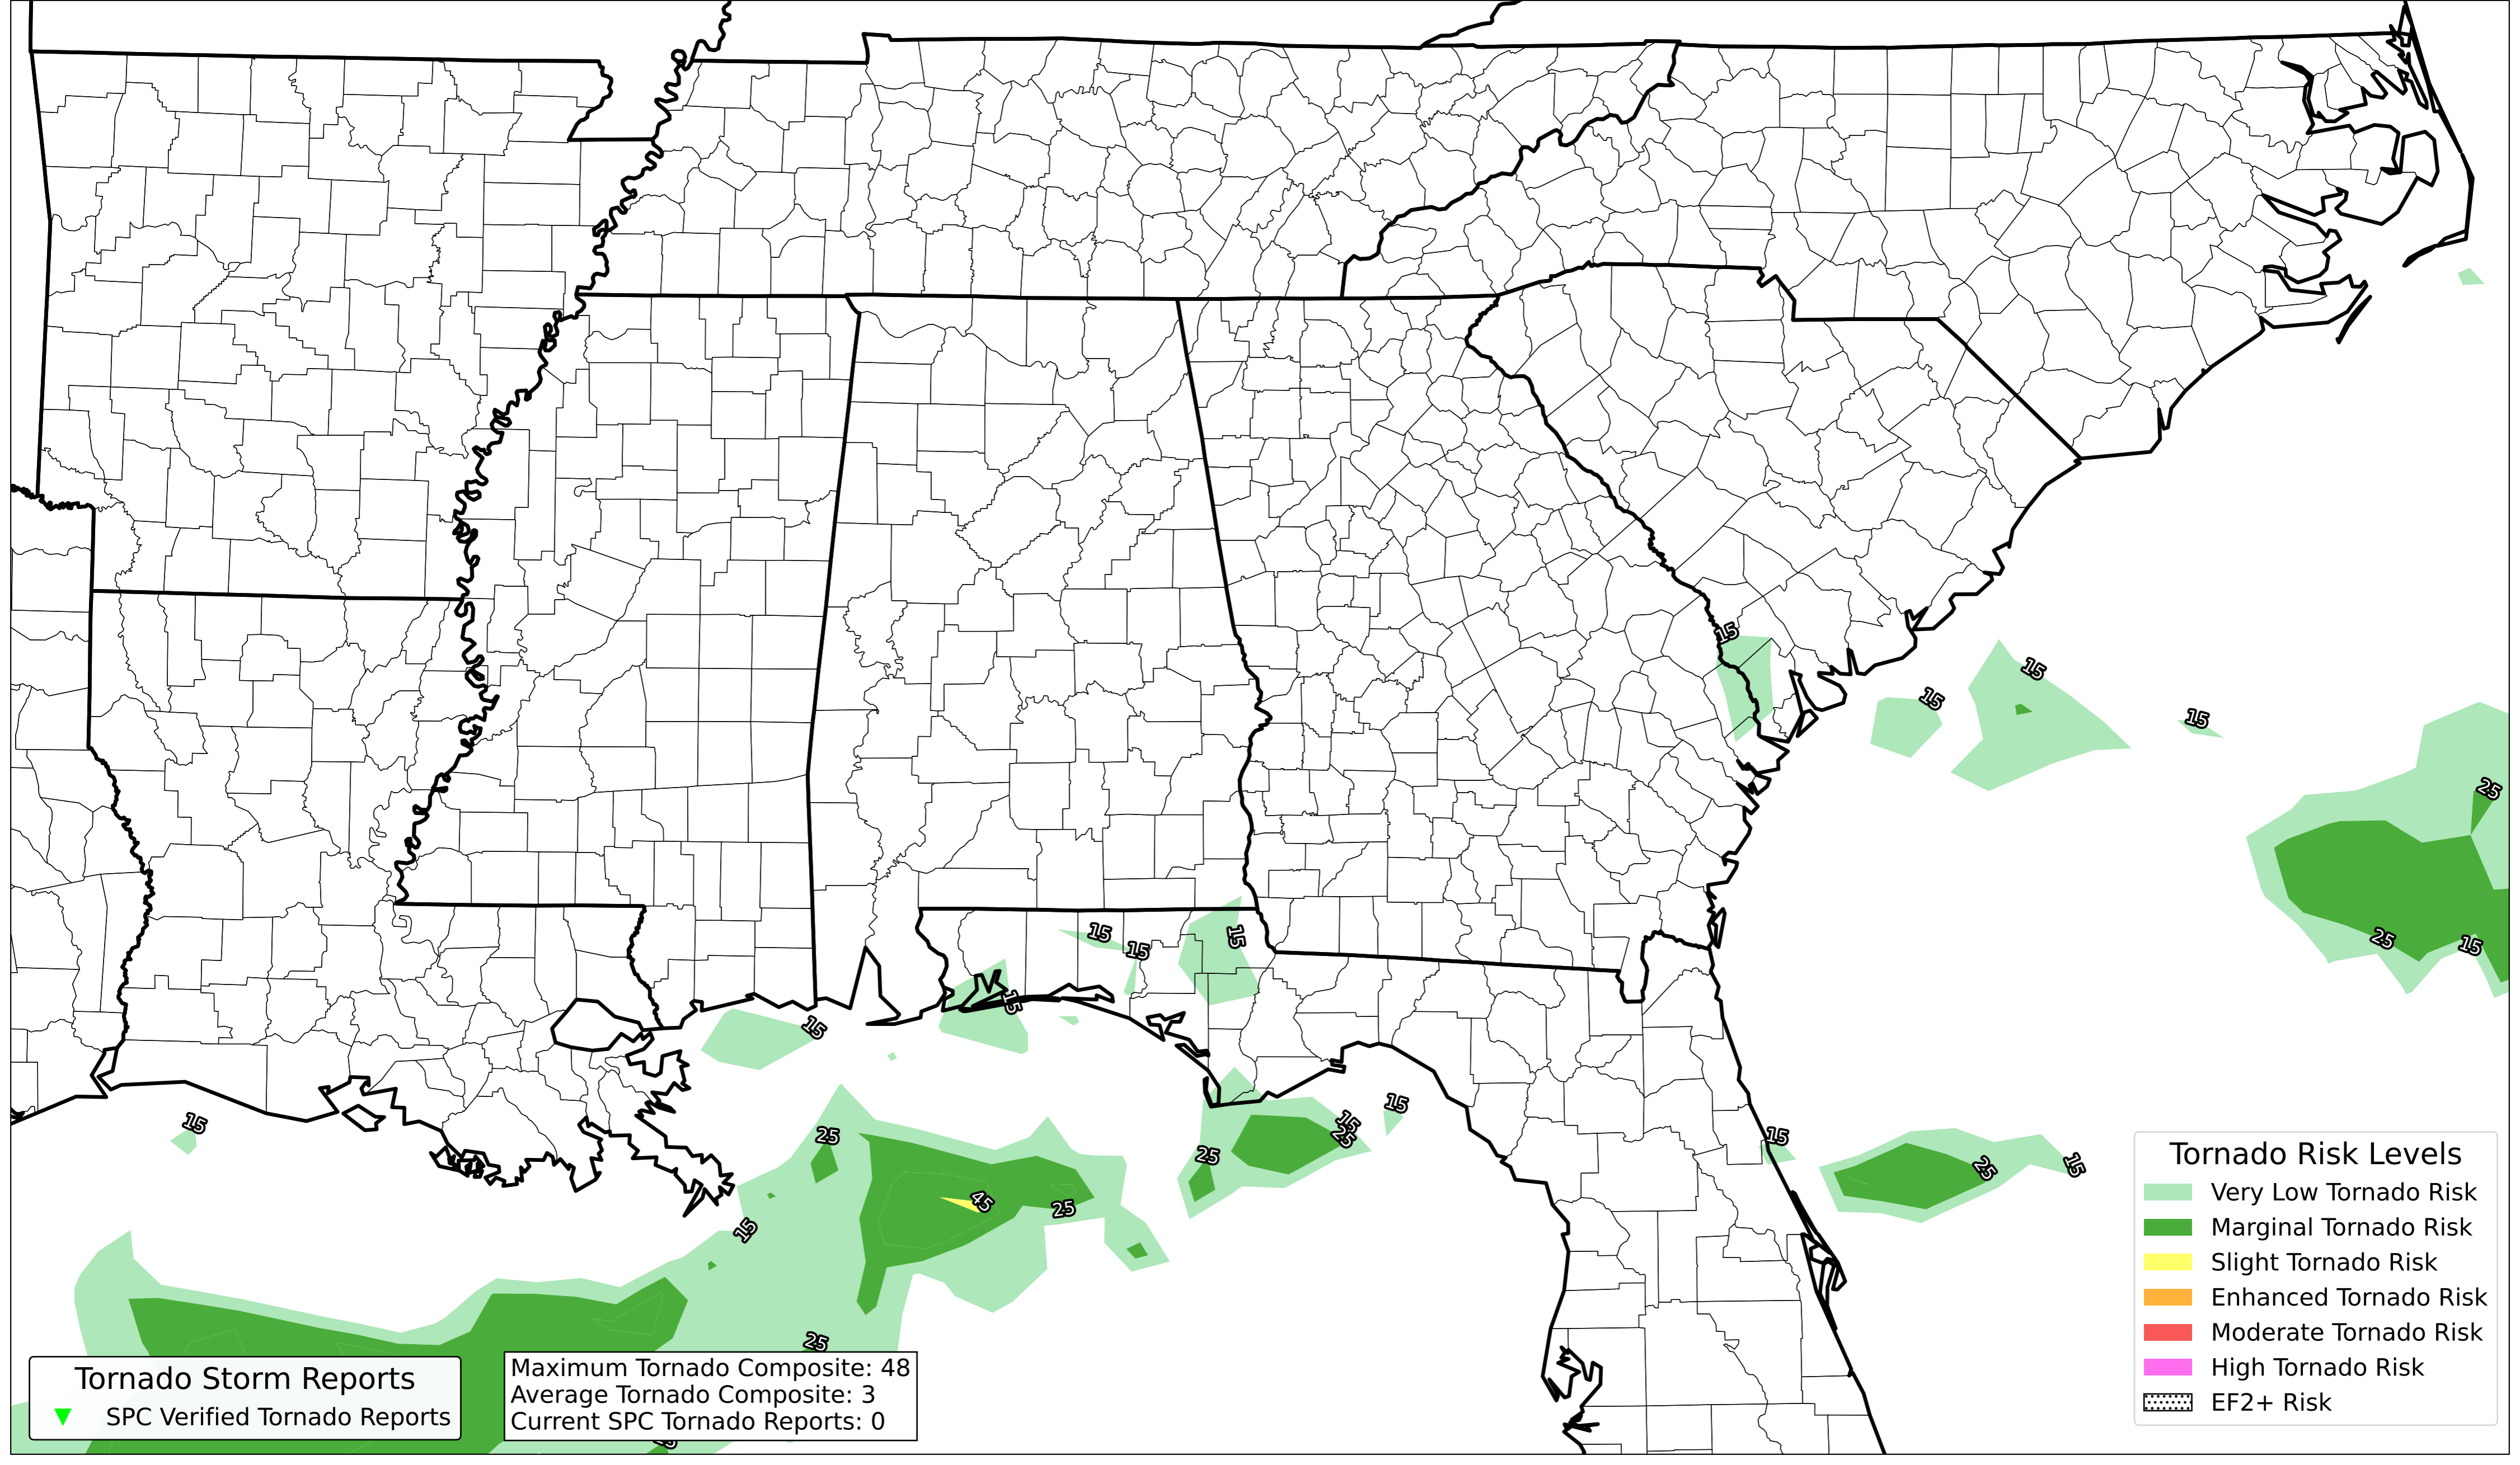 15
15
15
15
25
15
15
15
25
15
15
15
15
15
15
25
15
25
25
15
25
15
45
25
15
25
Tornado Risk Levels
Very Low Tornado Risk
Marginal Tornado Risk
Slight Tornado Risk
Enhanced Tornado Risk
Moderate Tornado Risk
High Tornado Risk
EF2+ Risk
Tornado Storm Reports
SPC Verified Tornado Reports
Maximum Tornado Composite: 48
Average Tornado Composite: 3
Current SPC Tornado Reports: 0